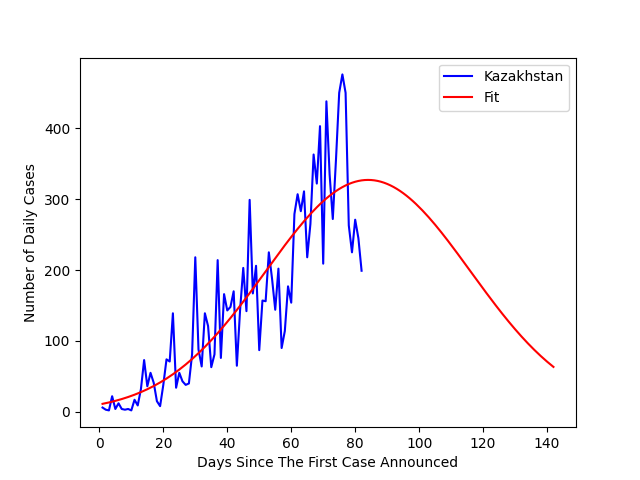 Kazakhstan
Fit
Number of Daily Cases
400
300
200
100
0
0 20 40 60 80 100 120 140
Days Since The First Case Announced